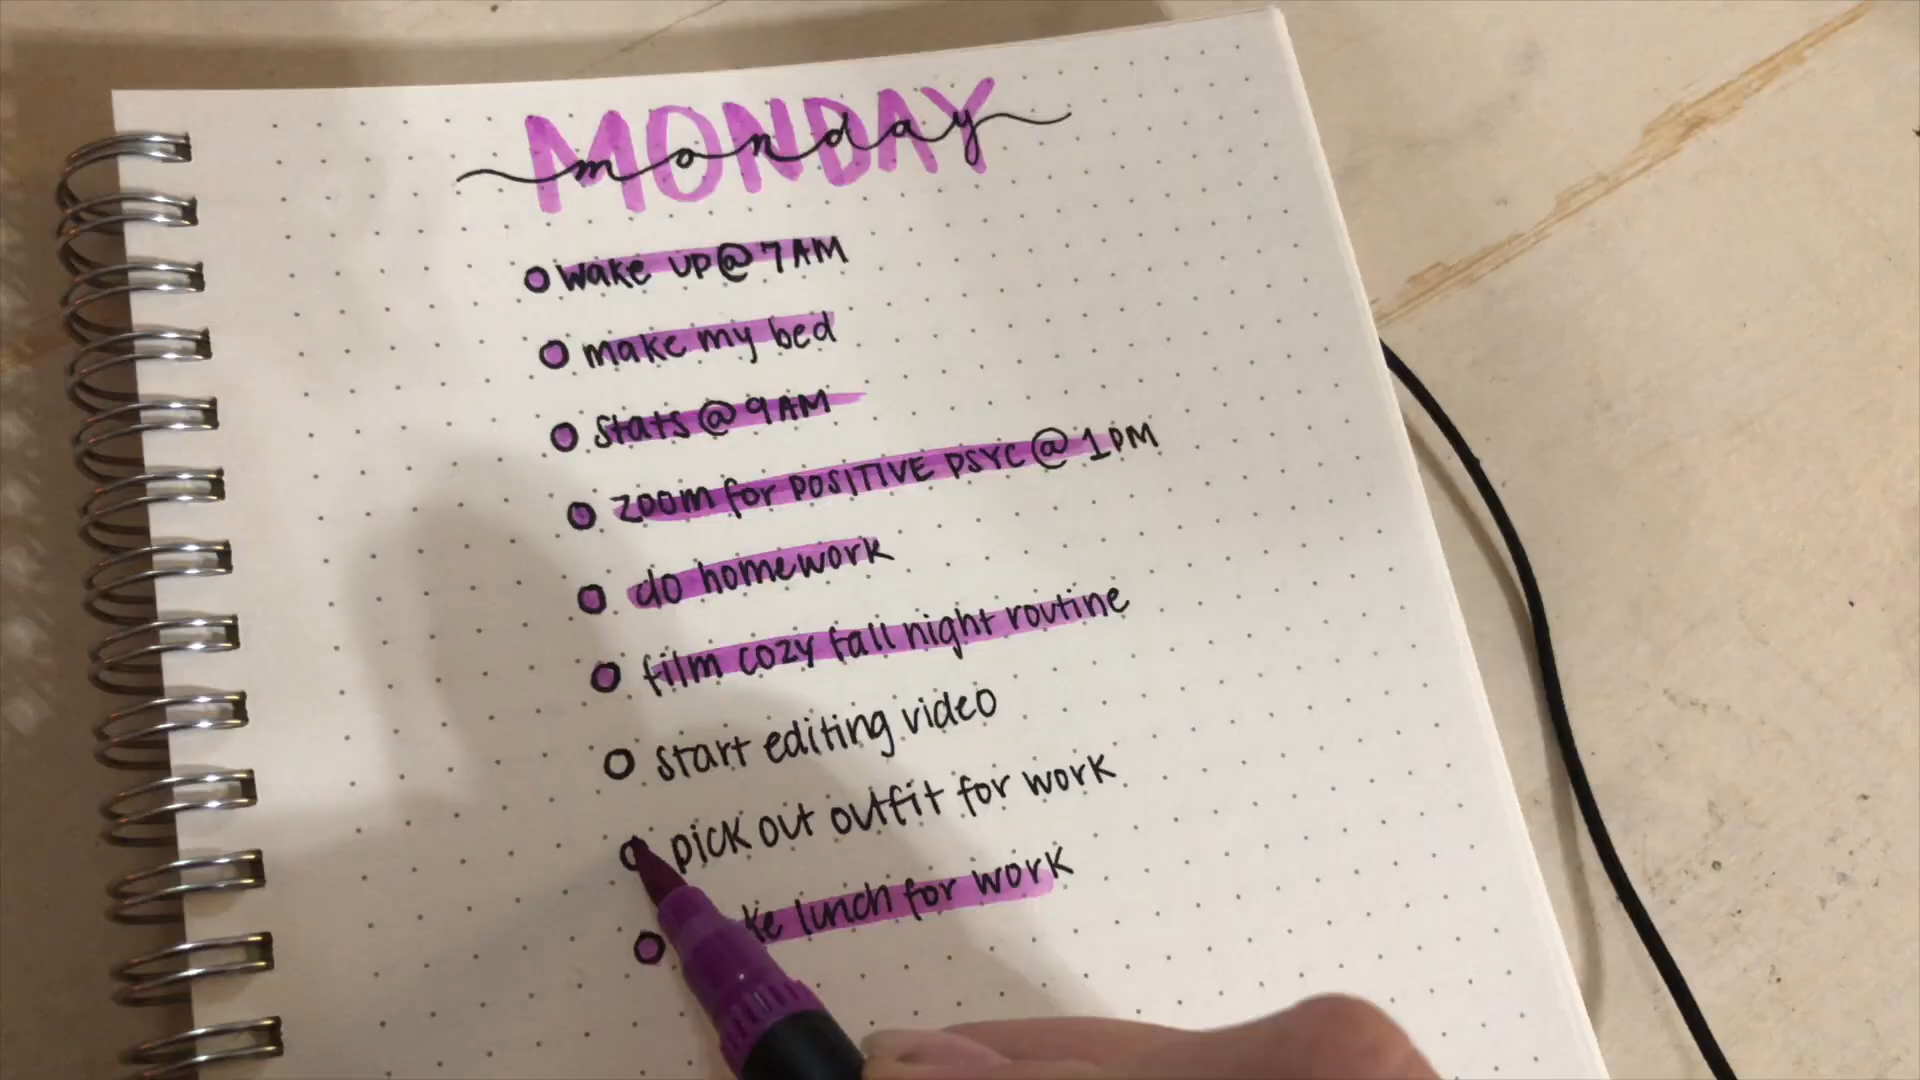 MONDAY
monday
wake up @ 7AM
make my bed
stats @ 9AM
zoom for POSITIVE PSYC @ 1PM
do homework
film cozy fall night routine
start editing video
pick out outfit for work
lunch for work